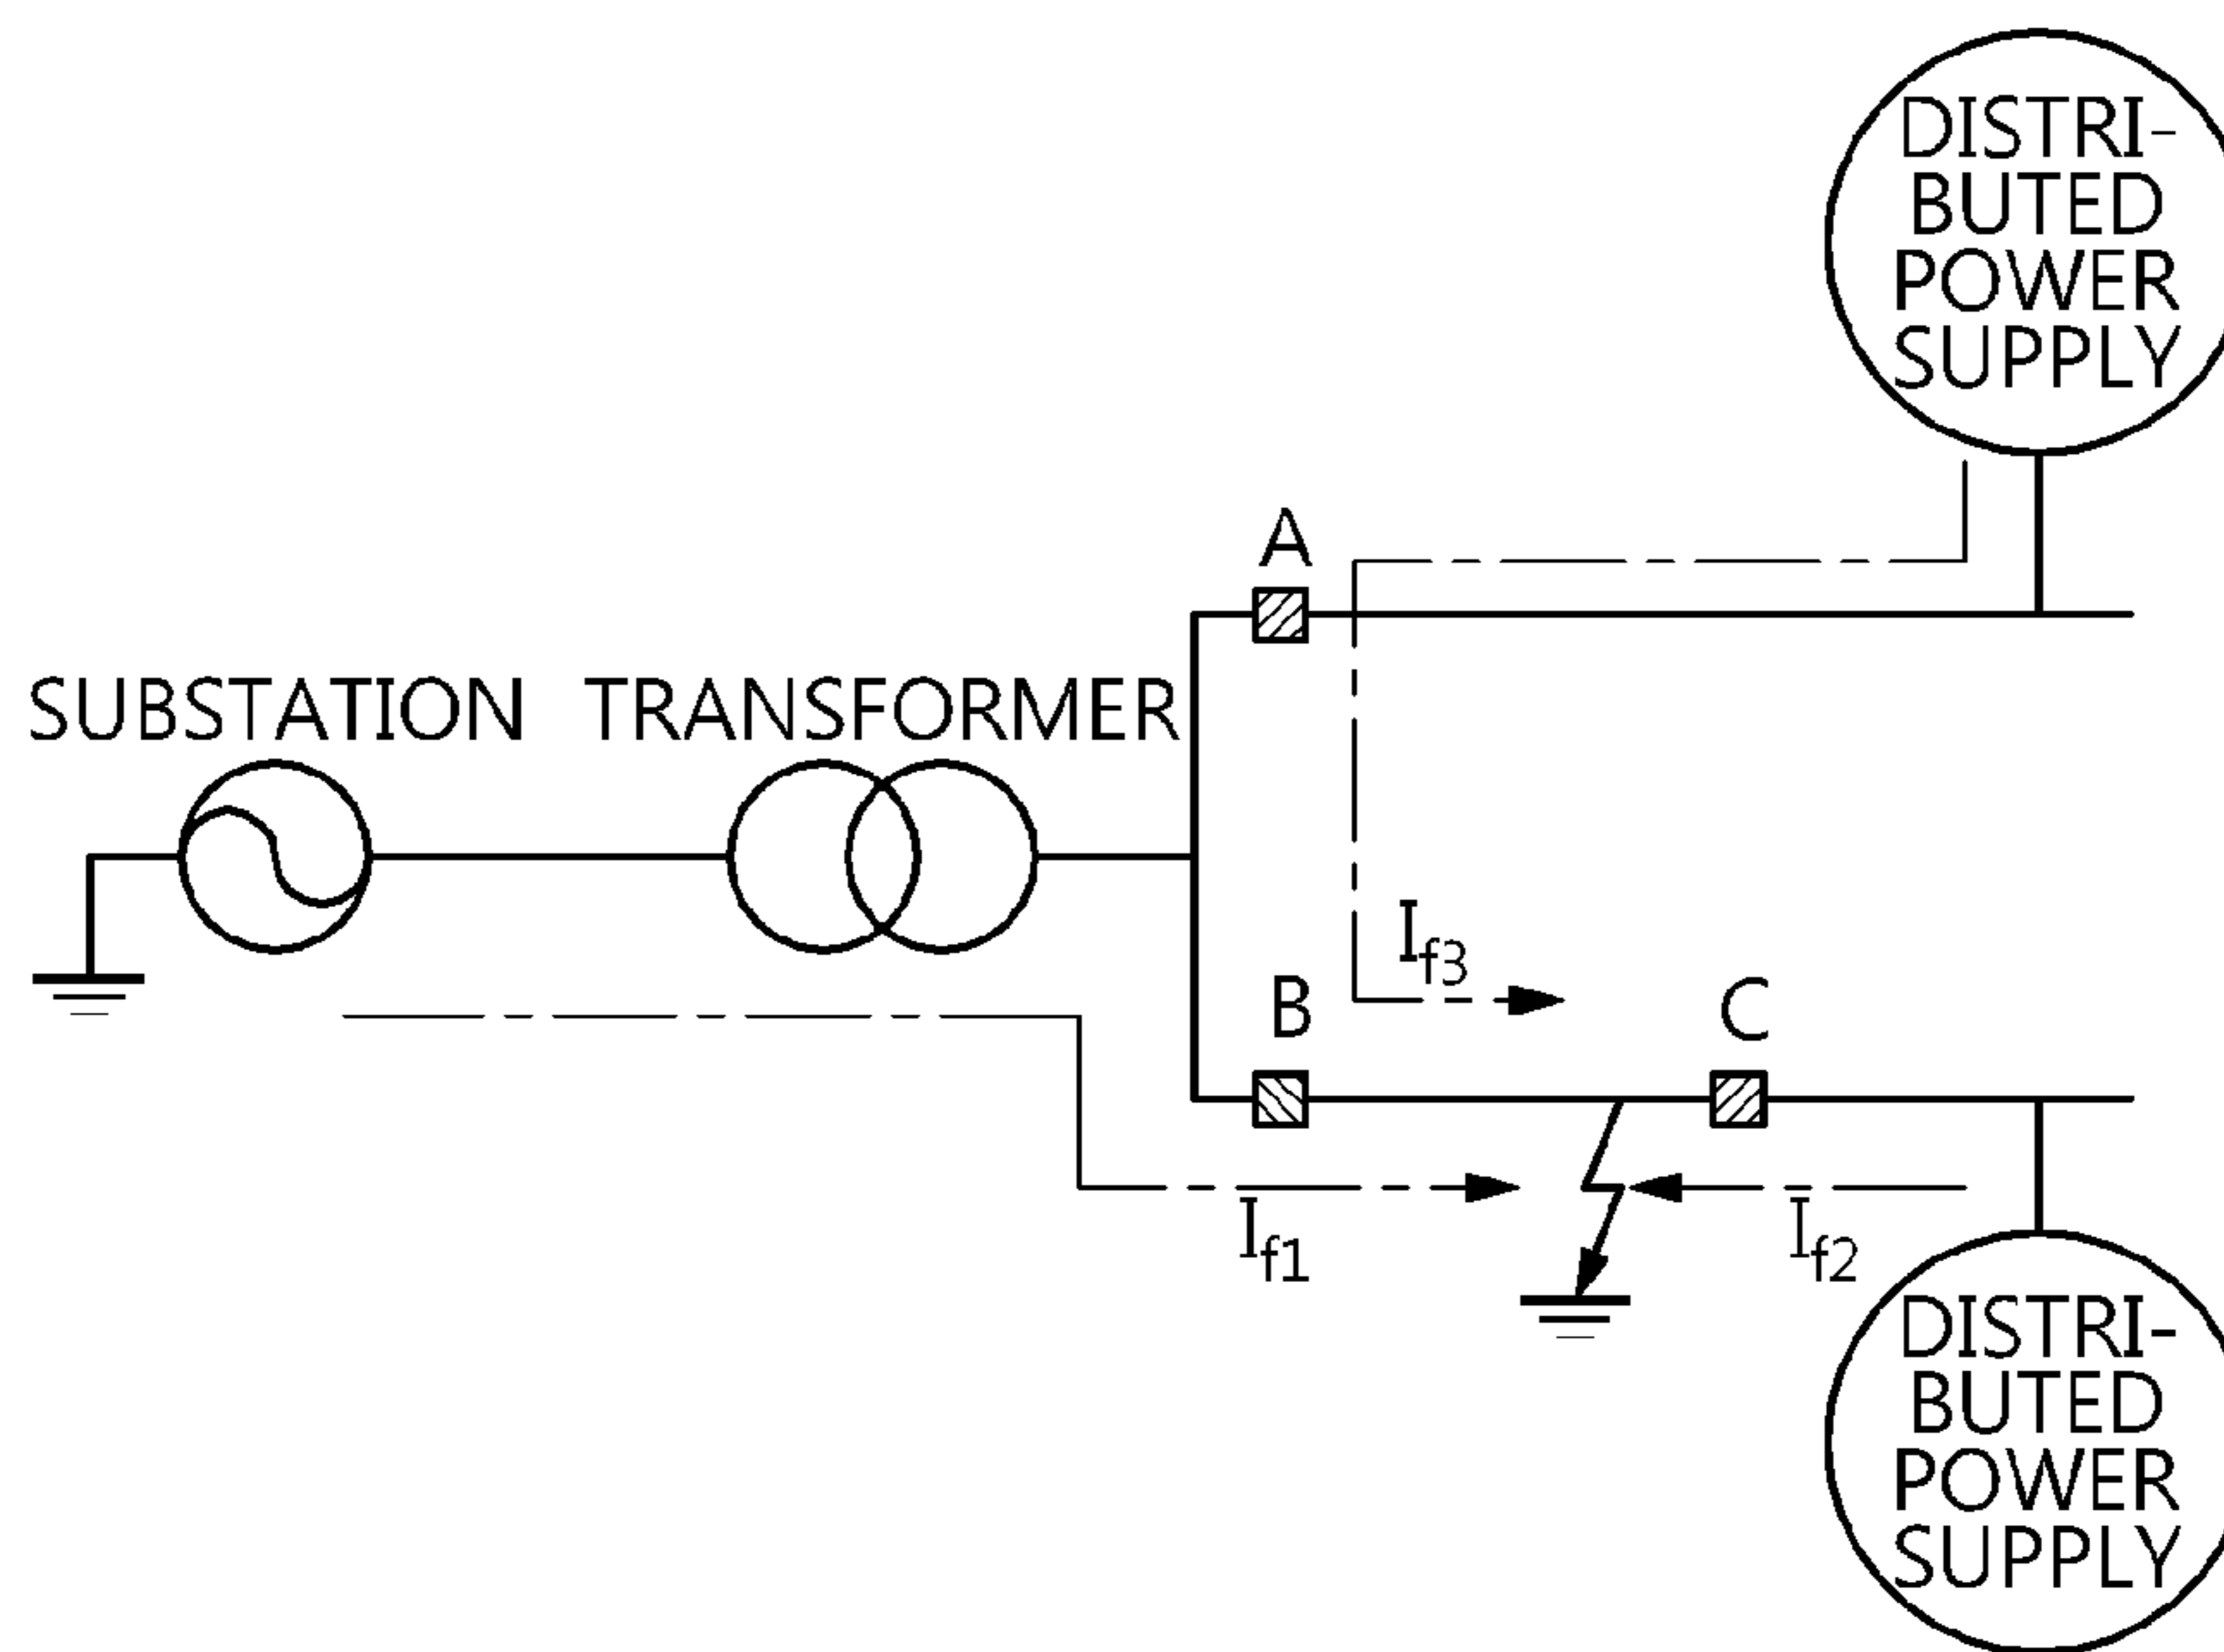 DISTRI-
BUTED
POWER
SUPPLY
A
SUBSTATION TRANSFORMER
If3
B
C
If1
If2
DISTRI-
BUTED
POWER
SUPPLY